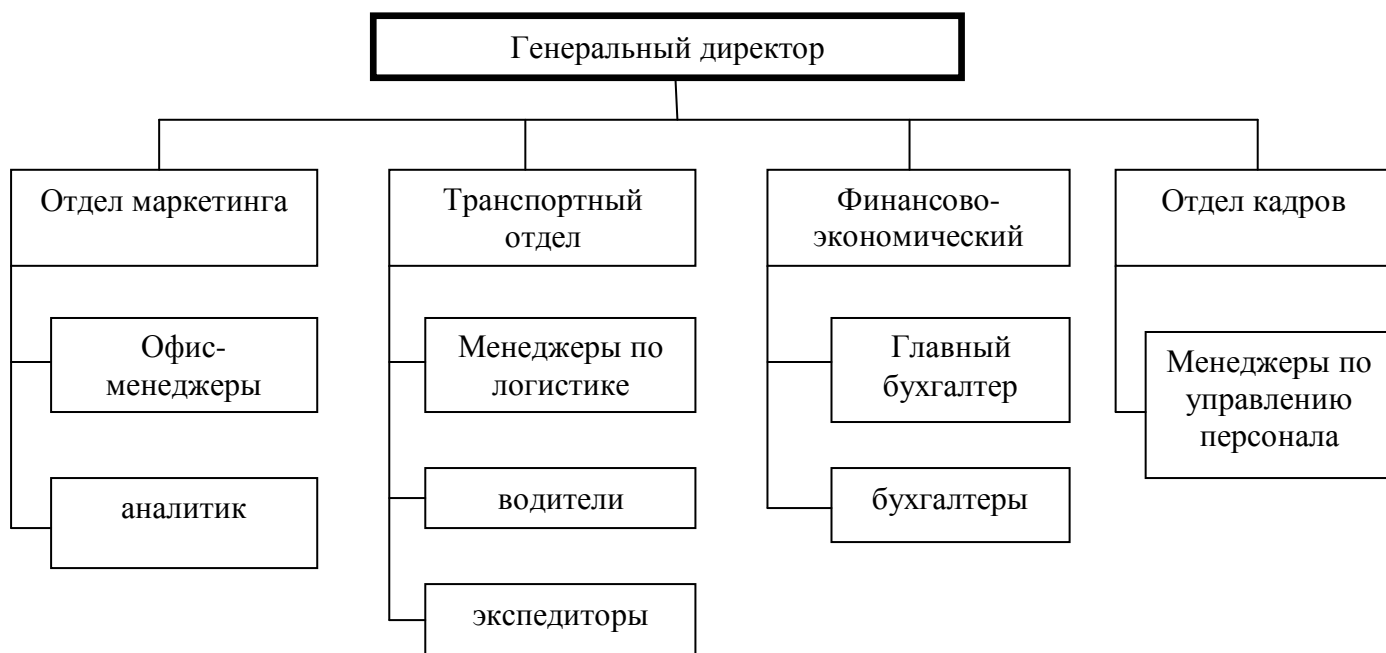 Генеральный директор
Отдел маркетинга
Транспортный
отдел
Финансово-
экономический
Отдел кадров
Офис-
менеджеры
Менеджеры по
логистике
Главный
бухгалтер
Менеджеры по
управлению
персонала
аналитик
водители
бухгалтеры
экспедиторы